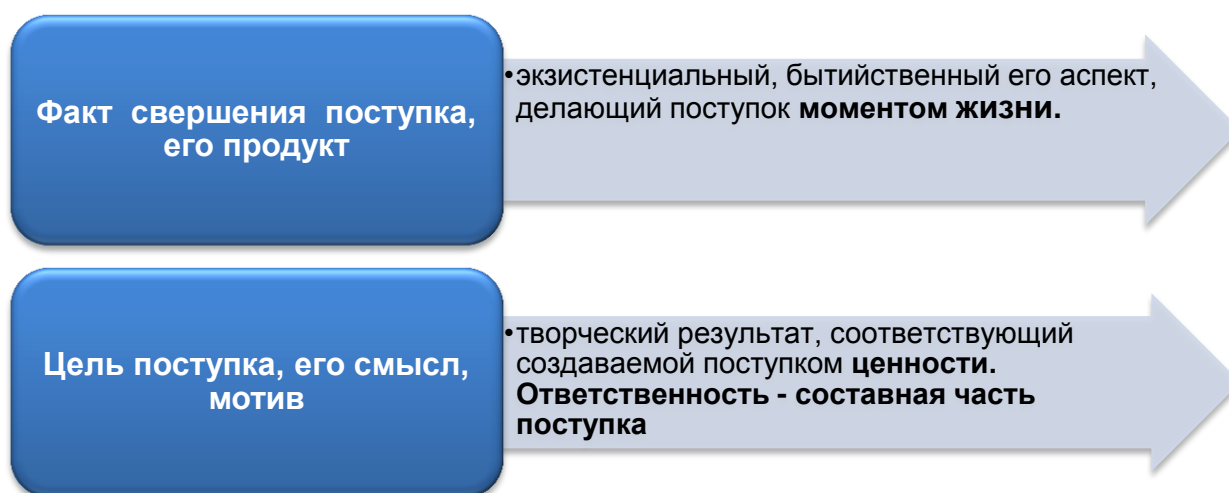 Факт свершения поступка,
его продукт
•экзистенциальный, бытийственный его аспект,
делающий поступок моментом жизни.
Цель поступка, его смысл,
мотив
•творческий результат, соответствующий
создаваемой поступком ценности.
Ответственность - составная часть
поступка